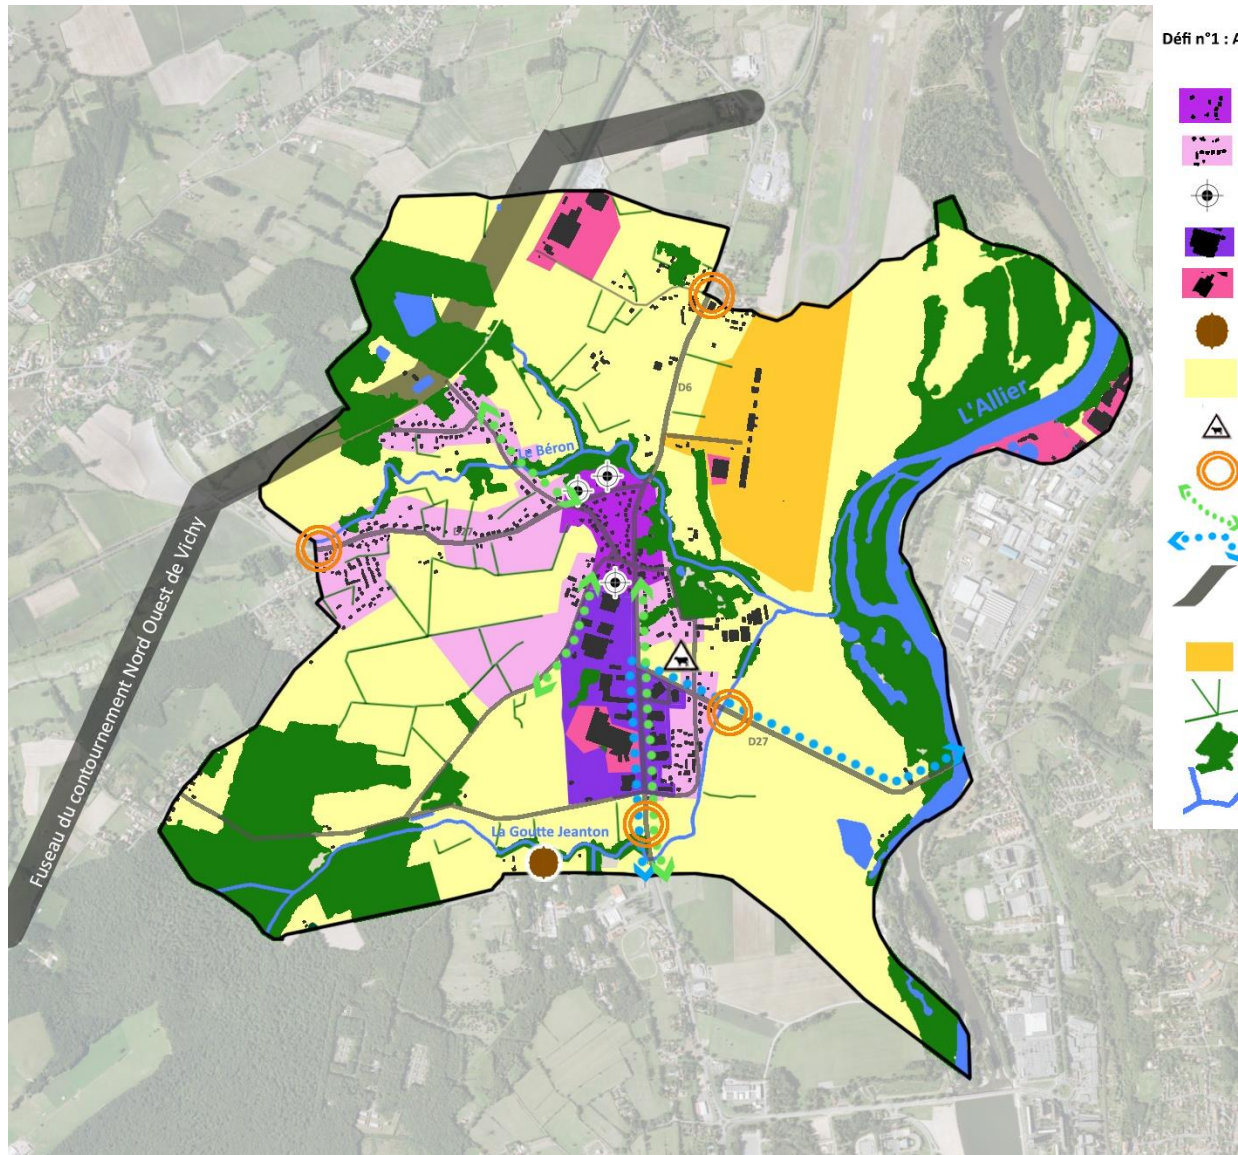 Défi n°1 : A
L'Allier
D6
Le Béron
D27
Fuseau du contournement Nord Ouest de Vichy
D27
La Goutte Jeanton